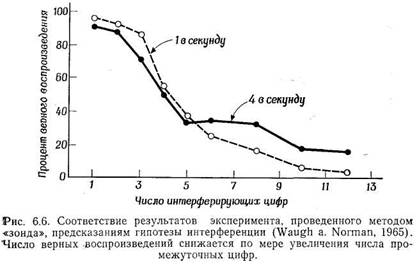 100
80
60
40
20
0
Процент верного воспроизведения
1 в секунду
4 в секунду
1 3 5 7 9 11 13
Число интерферирующих цифр
Рис. 6.6. Соответствие результатов эксперимента, проведенного методом
«зонда», предсказаниям гипотезы интерференции (Waugh a. Norman, 1965).
Число верных воспроизведений снижается по мере увеличения числа про-
межуточных цифр.